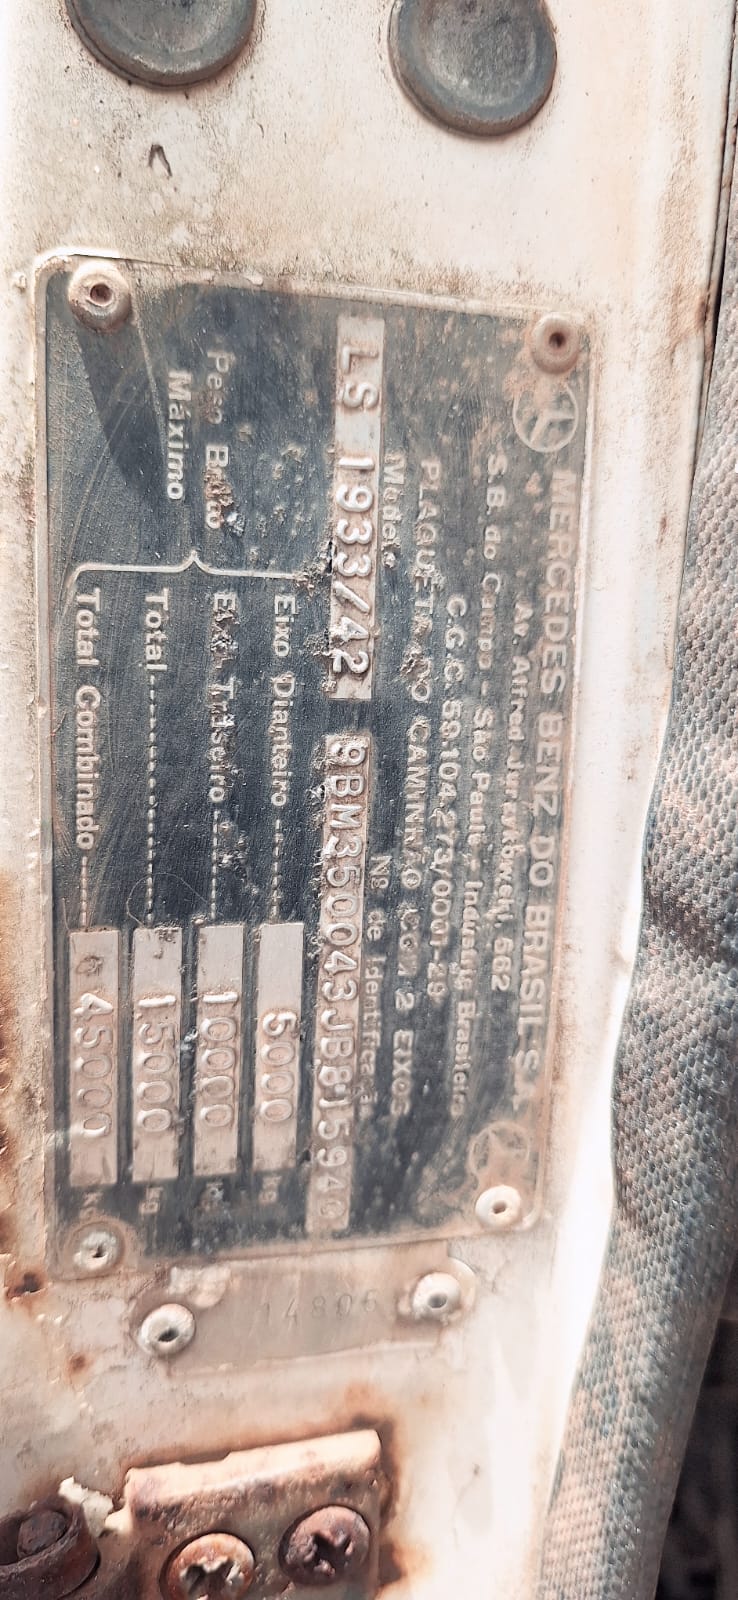 MERCEDES BENZ DO BRASIL S.A.
Av. Alfred Jurzykowski, 562
S.B. do Campo - São Paulo - Indústria Brasileira
C.G.C. 59.104.273/0001-29
PLAQUETA DO CAMINHÃO COM 2 EIXOS
Modelo Nº de Identificação
LS 1933/42 9BM350043JB815940
Peso Bruto Máximo
Eixo Dianteiro 5000 kg
Eixo Traseiro 10000 kg
Total 15000 kg
Total Combinado 45000 kg
14806